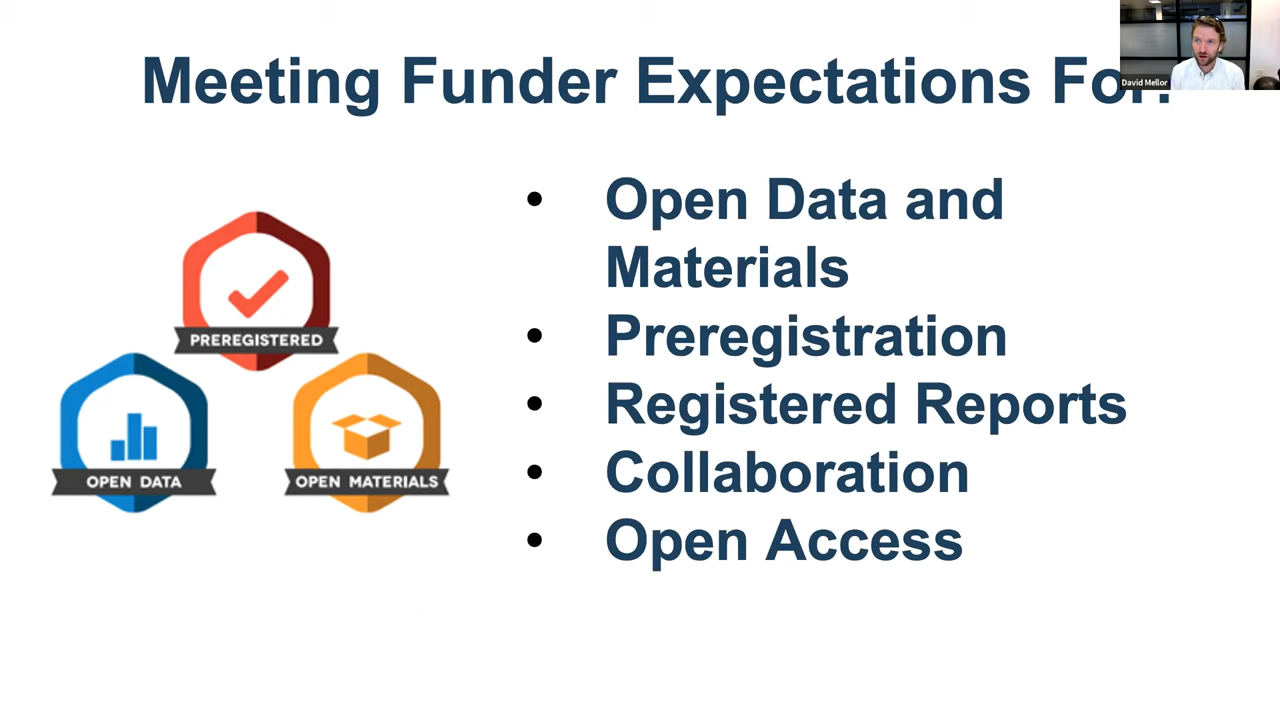 Meeting Funder Expectations For:
David Mellor
• Open Data and
Materials
• Preregistration
• Registered Reports
• Collaboration
• Open Access
PREREGISTERED
OPEN DATA
OPEN MATERIALS